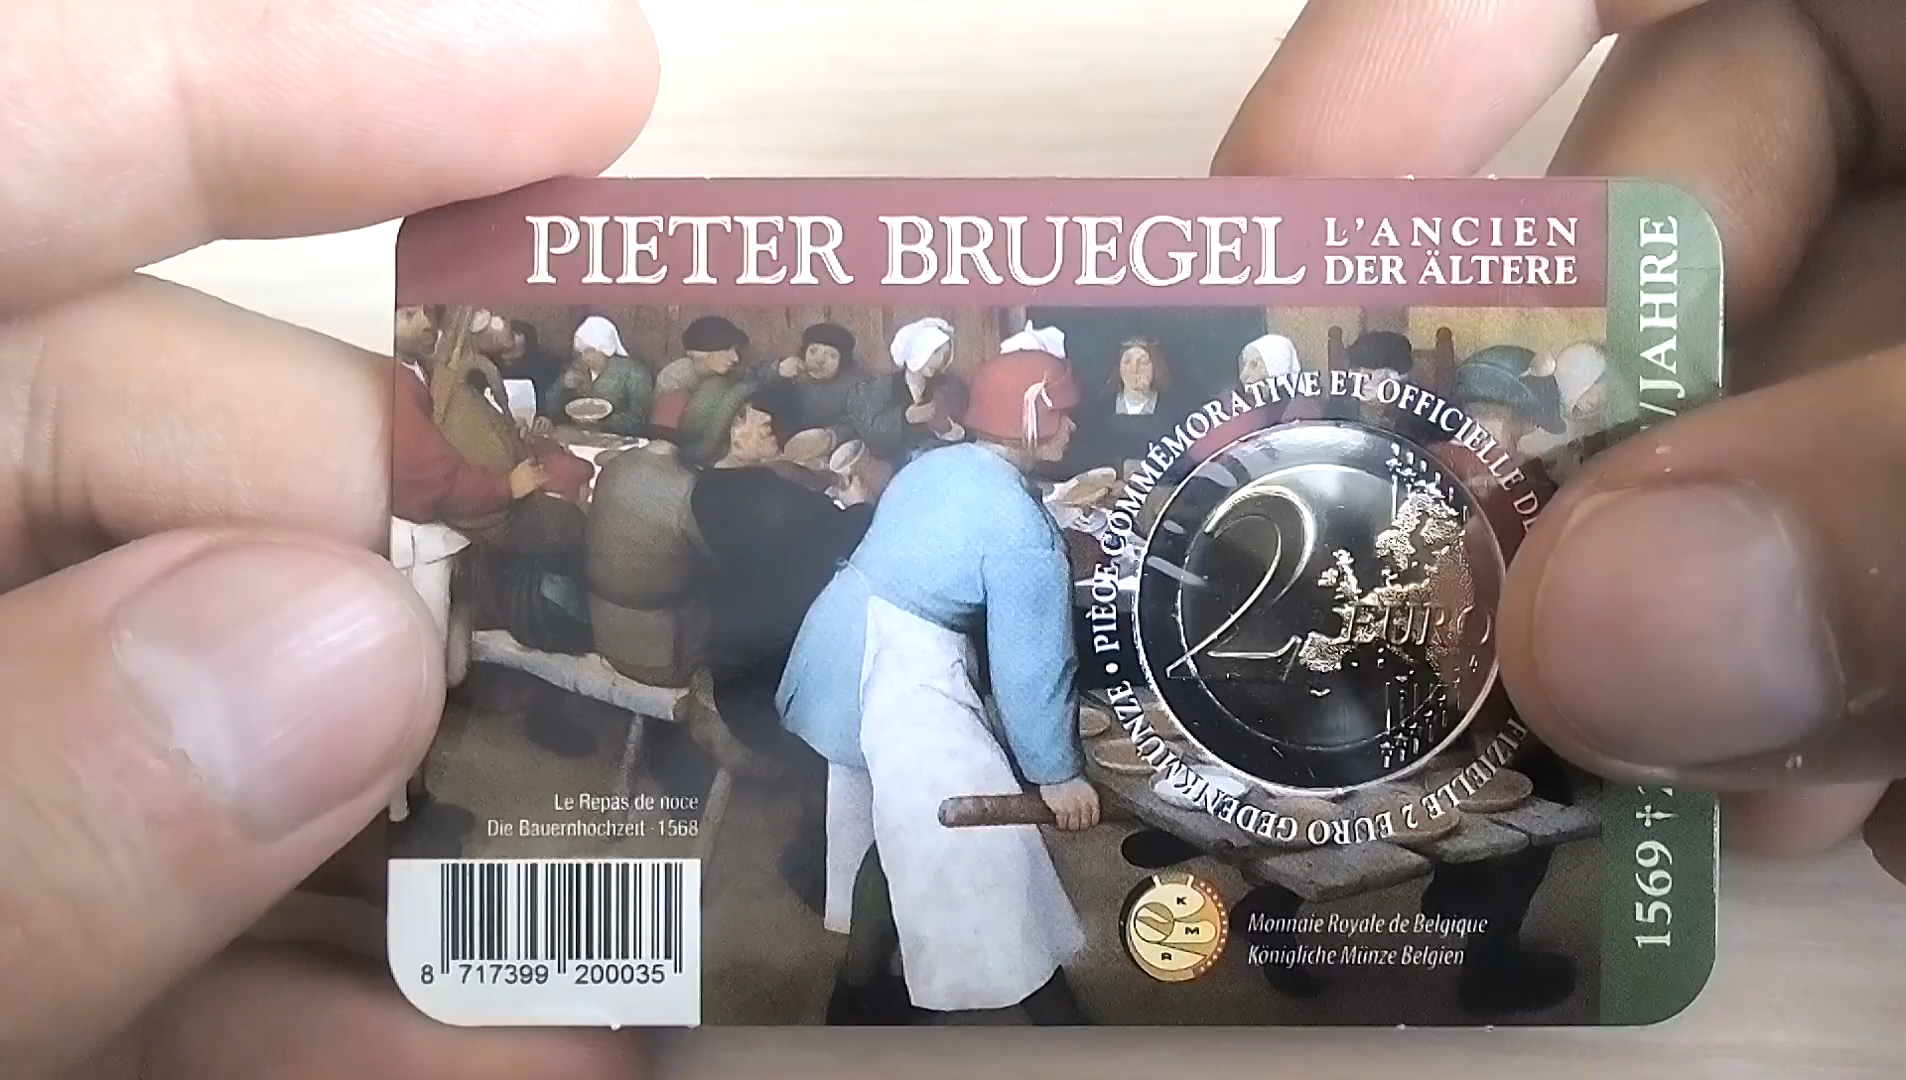 PIETER BRUEGEL
L'ANCIEN
DER ÄLTERE
/JAHRE
1569 †
PIÈCE COMMÉMORATIVE ET OFFICIELLE
2 EURO GEDENKMÜNZE •
2 EURO
Le Repas de noce
Die Bauernhochzeit - 1568
8 717399 200035
K
M
R
Monnaie Royale de Belgique
Königliche Münze Belgien